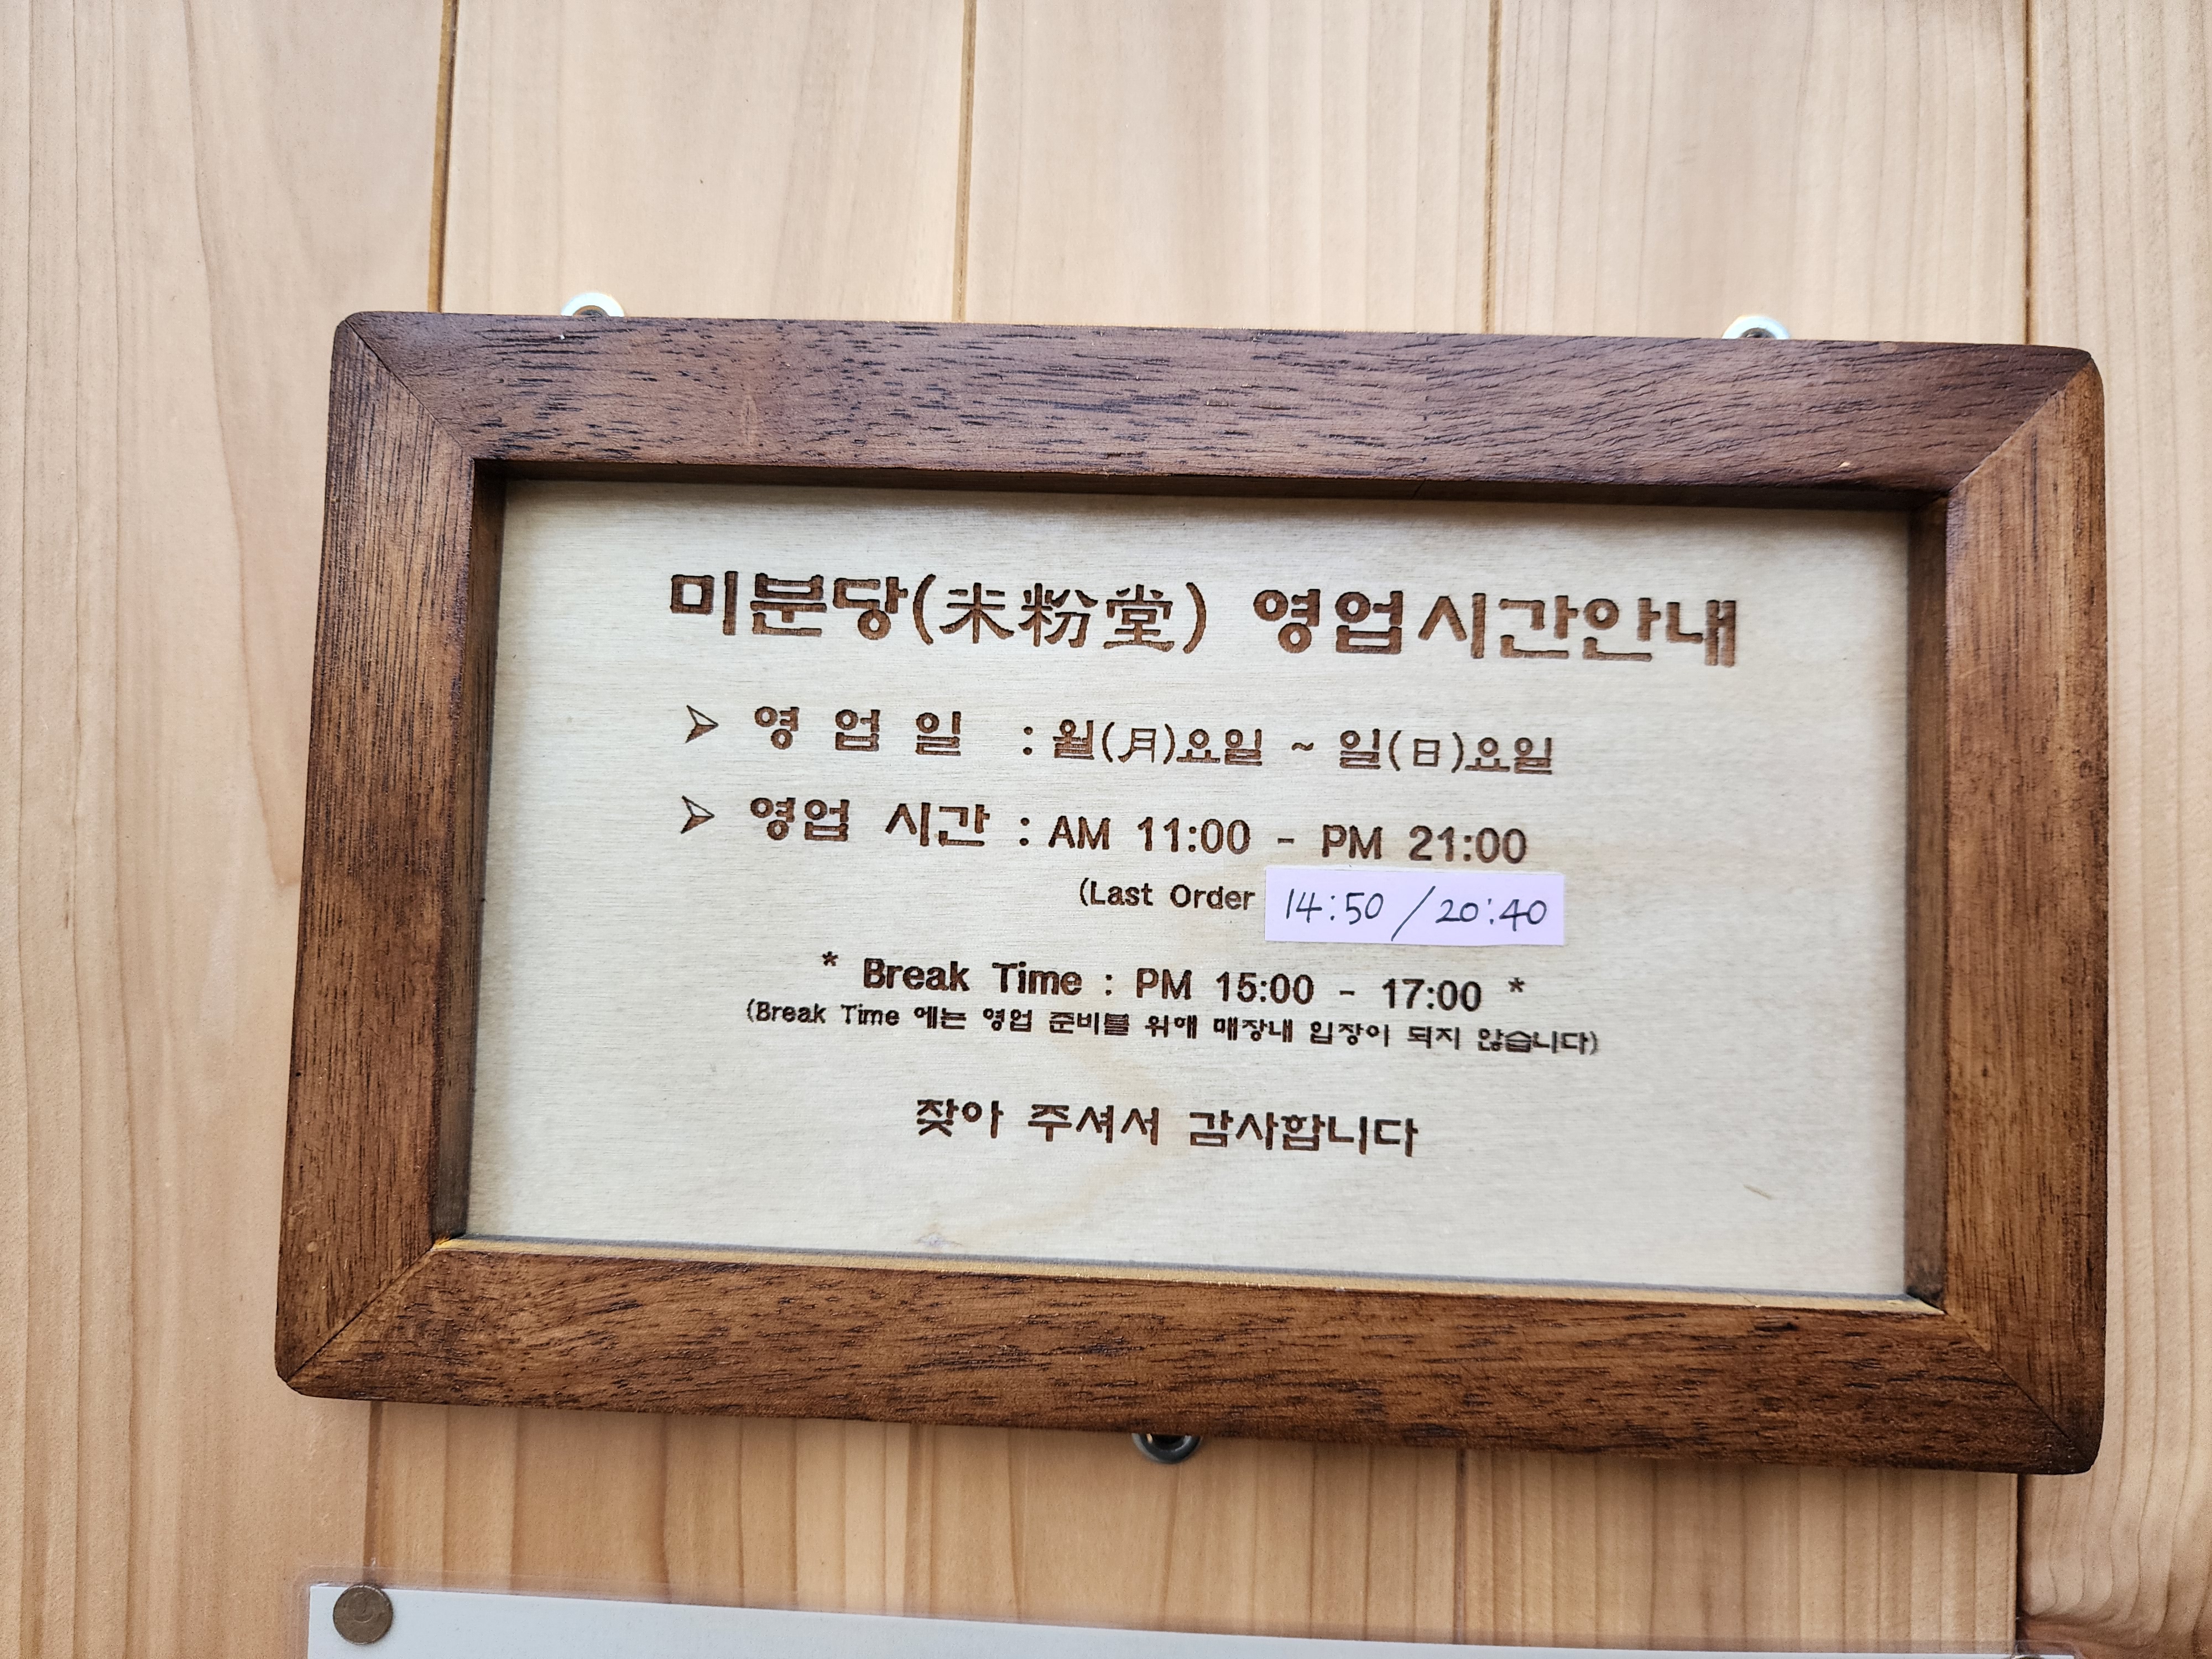 미분당(未粉堂) 영업시간안내
➢ 영 업 일 : 월(月)요일 ~ 일(日)요일
➢ 영업 시간 : AM 11:00 - PM 21:00
(Last Order 14:50 / 20:40
* Break Time : PM 15:00 - 17:00 *
(Break Time 에는 영업 준비를 위해 매장내 입장이 되지 않습니다)
찾아 주셔서 감사합니다